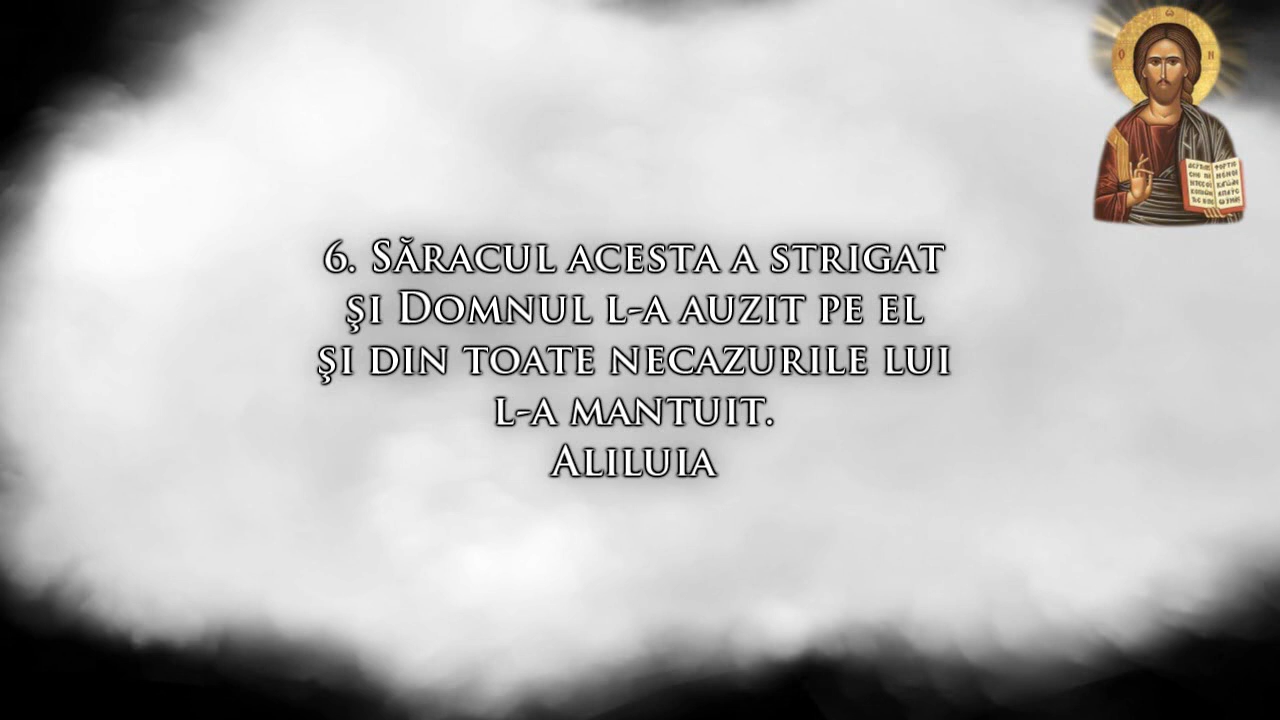 6. Săracul acesta a strigat
şi Domnul l-a auzit pe el
şi din toate necazurile lui
l-a mantuit.
Aliluia